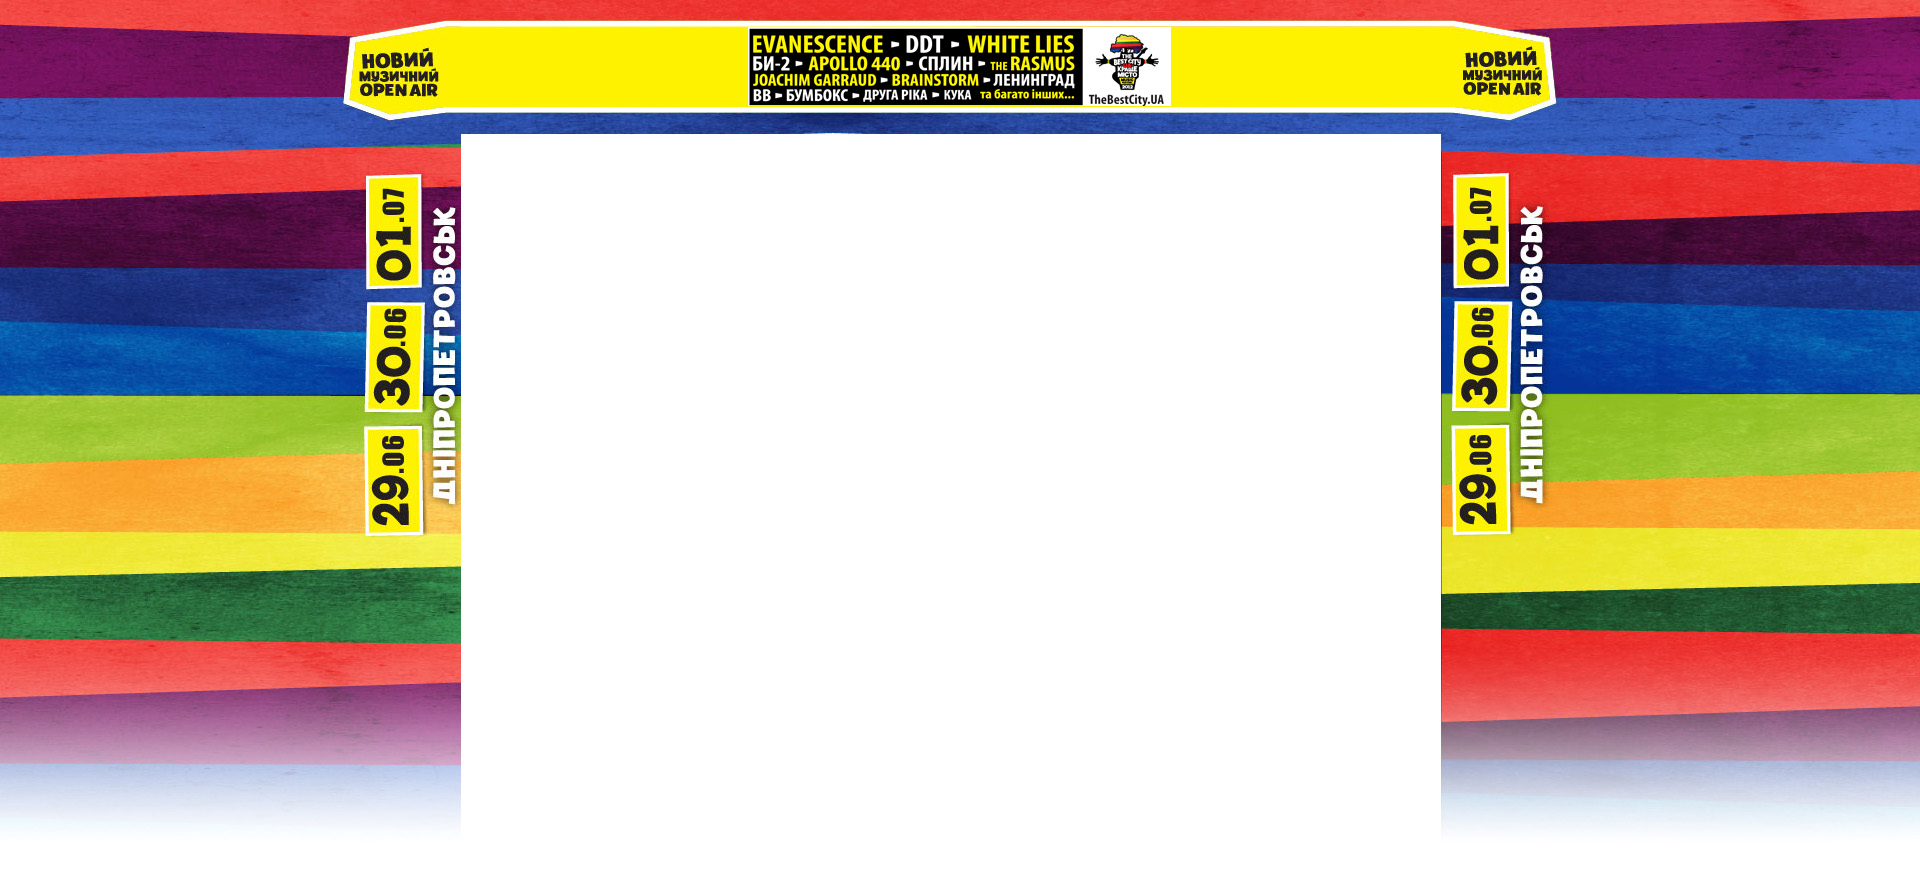 НОВИЙ
МУЗИЧНИЙ
OPEN AIR
EVANESCENCE - DDT - WHITE LIES
БИ-2 - APOLLO 440 - СПЛИН - THE RASMUS
JOACHIM GARRAUD - BRAINSTORM - ЛЕНИНГРАД
ВВ - БУМБОКС - ДРУГА РІКА - КУКА та багато інших...
THE
BEST CITY
КРАЩЕ
МІСТО
2012
TheBestCity.UA
НОВИЙ
МУЗИЧНИЙ
OPEN AIR
29.06 30.06 01.07
ДНІПРОПЕТРОВСЬК
29.06 30.06 01.07
ДНІПРОПЕТРОВСЬК